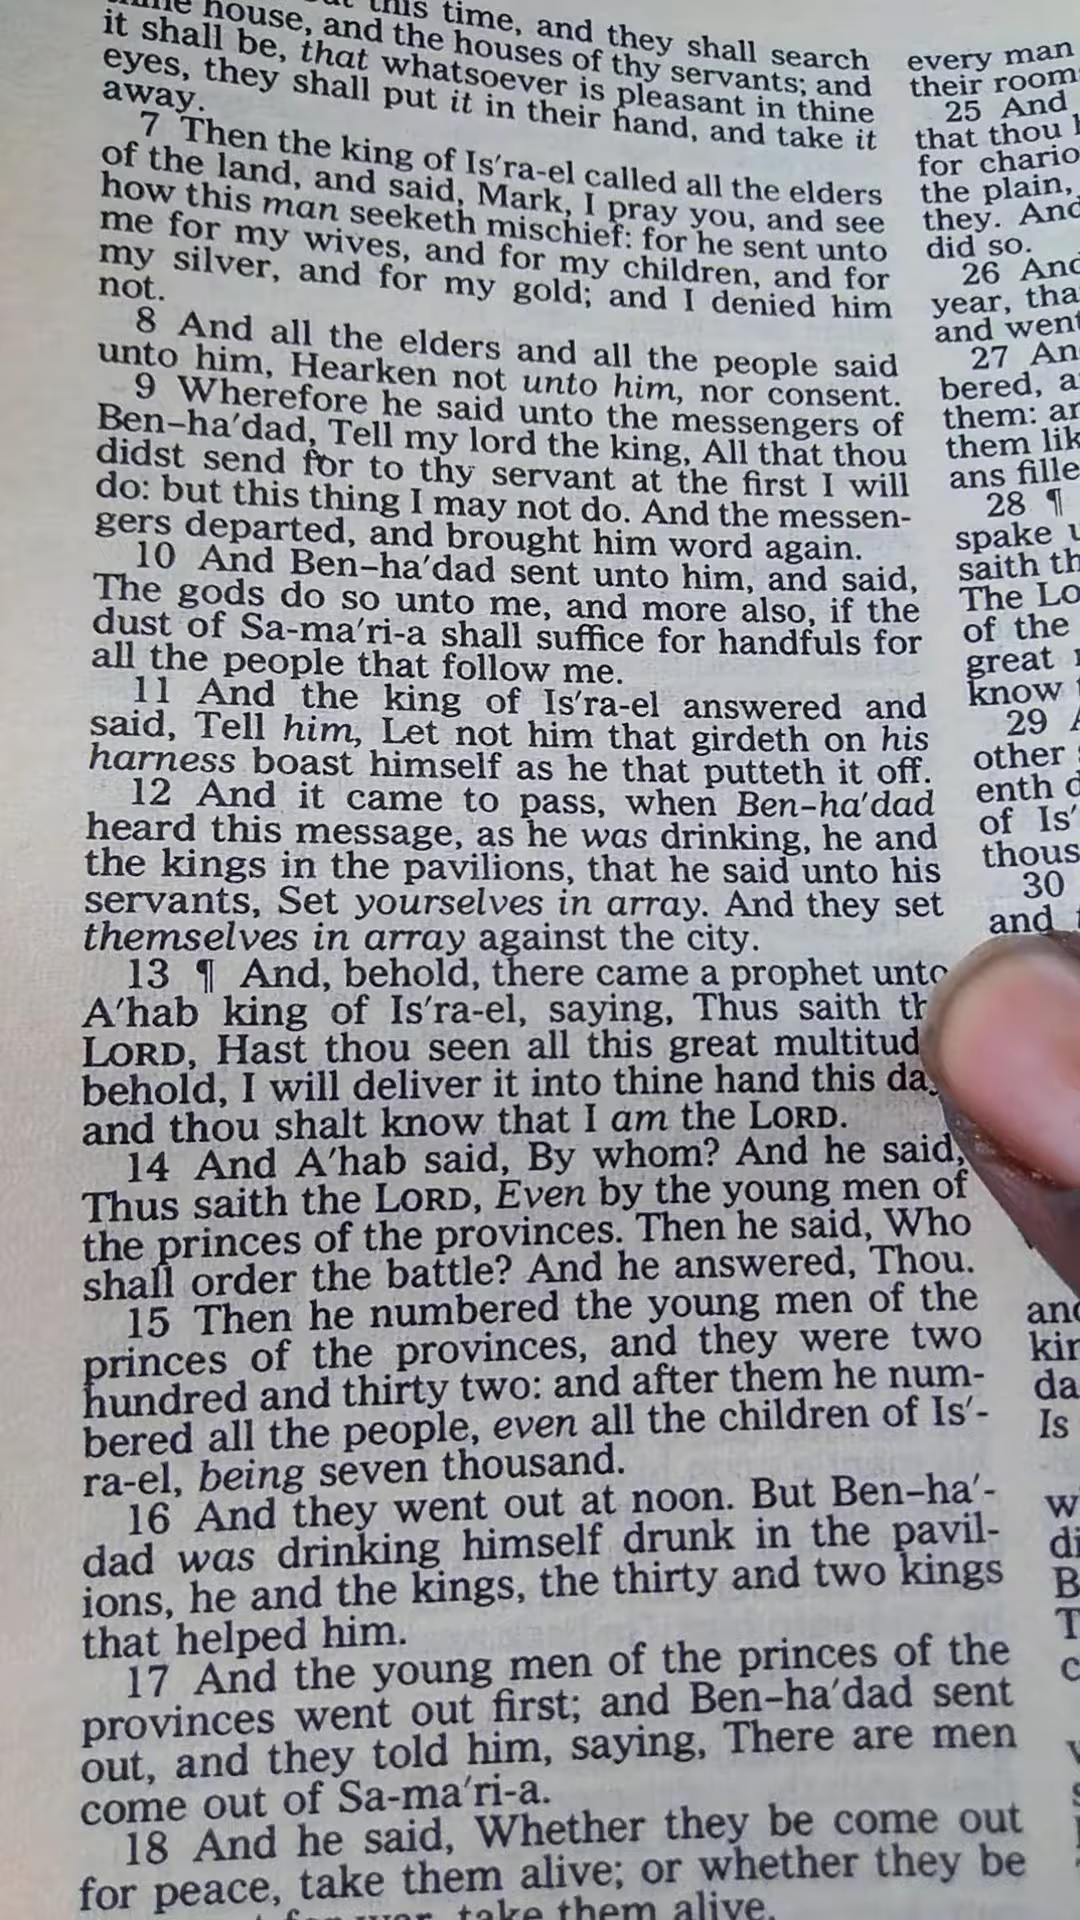 this time, and they shall search
house, and the houses of thy servants; and
it shall be, that whatsoever is pleasant in thine
eyes, they shall put it in their hand, and take it
away.
7 Then the king of Is′ra-el called all the elders
of the land, and said, Mark, I pray you, and see
how this man seeketh mischief: for he sent unto
me for my wives, and for my children, and for
my silver, and for my gold; and I denied him
not.
8 And all the elders and all the people said
unto him, Hearken not unto him, nor consent.
9 Wherefore he said unto the messengers of
Ben–ha′dad, Tell my lord the king, All that thou
didst send for to thy servant at the first I will
do: but this thing I may not do. And the messen-
gers departed, and brought him word again.
10 And Ben–ha′dad sent unto him, and said,
The gods do so unto me, and more also, if the
dust of Sa-ma′ri-a shall suffice for handfuls for
all the people that follow me.
11 And the king of Is′ra-el answered and
said, Tell him, Let not him that girdeth on his
harness boast himself as he that putteth it off.
12 And it came to pass, when Ben–ha′dad
heard this message, as he was drinking, he and
the kings in the pavilions, that he said unto his
servants, Set yourselves in array. And they set
themselves in array against the city.
13 ¶ And, behold, there came a prophet unto
A′hab king of Is′ra-el, saying, Thus saith th
LORD, Hast thou seen all this great multitud
behold, I will deliver it into thine hand this day
and thou shalt know that I am the LORD.
14 And A′hab said, By whom? And he said,
Thus saith the LORD, Even by the young men of
the princes of the provinces. Then he said, Who
shall order the battle? And he answered, Thou.
15 Then he numbered the young men of the
princes of the provinces, and they were two
hundred and thirty two: and after them he num-
bered all the people, even all the children of Is′-
ra-el, being seven thousand.
16 And they went out at noon. But Ben–ha′-
dad was drinking himself drunk in the pavil-
ions, he and the kings, the thirty and two kings
that helped him.
17 And the young men of the princes of the
provinces went out first; and Ben–ha′dad sent
out, and they told him, saying, There are men
come out of Sa-ma′ri-a.
18 And he said, Whether they be come out
for peace, take them alive; or whether they be
take them alive.
every man
their room
25 And
that thou
for chario
the plain,
they. And
did so.
26 And
year, tha
and went
27 An
bered, a
them: ar
them lik
ans fille
28 ¶
spake
saith th
The Lo
of the
great
know
29
other
enth
of Is′
thous
30
and
and
kin
da
Is
w
di
B
T